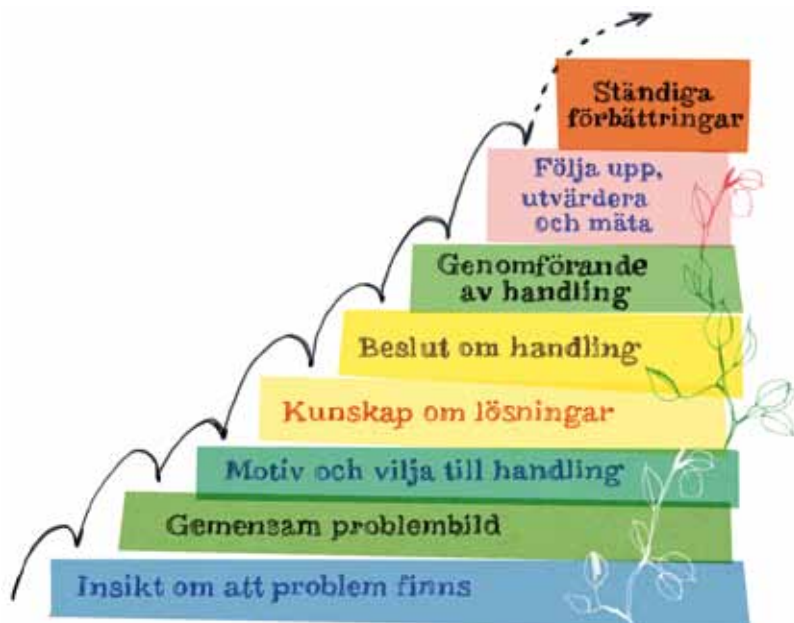 Ständiga
förbättringar
Följa upp,
utvärdera
och mäta
Genomförande
av handling
Beslut om handling
Kunskap om lösningar
Motiv och vilja till handling
Gemensam problembild
Insikt om att problem finns